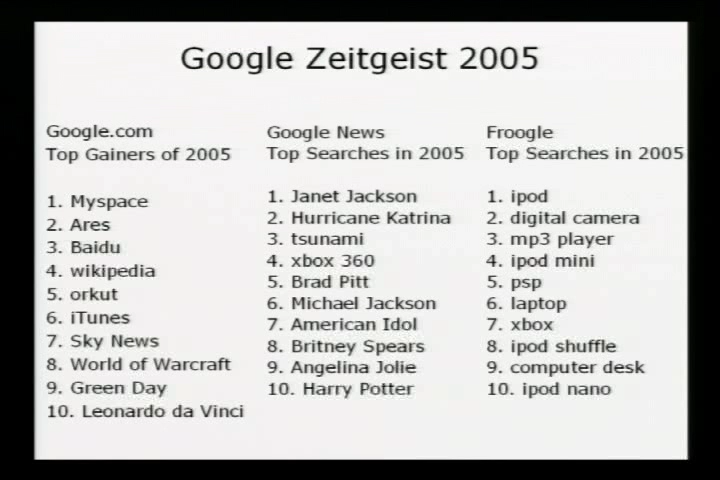 Google Zeitgeist 2005
Google.com
Top Gainers of 2005
1. Myspace
2. Ares
3. Baidu
4. wikipedia
5. orkut
6. iTunes
7. Sky News
8. World of Warcraft
9. Green Day
10. Leonardo da Vinci
Google News
Top Searches in 2005
1. Janet Jackson
2. Hurricane Katrina
3. tsunami
4. xbox 360
5. Brad Pitt
6. Michael Jackson
7. American Idol
8. Britney Spears
9. Angelina Jolie
10. Harry Potter
Froogle
Top Searches in 2005
1. ipod
2. digital camera
3. mp3 player
4. ipod mini
5. psp
6. laptop
7. xbox
8. ipod shuffle
9. computer desk
10. ipod nano